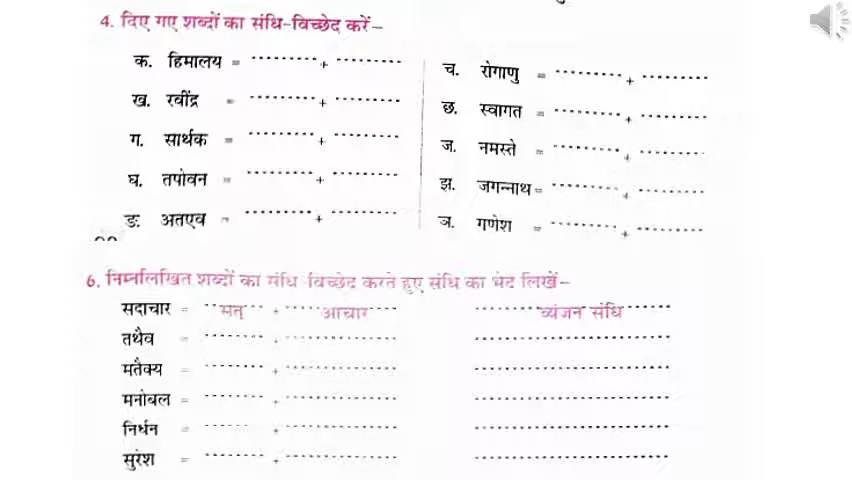 4. दिए गए शब्दों का संधि-विच्छेद करें–
क. हिमालय = ........... + ...........
ख. रवींद्र = ........... + ...........
ग. सार्थक = ........... + ...........
घ. तपोवन = ........... + ...........
ङ. अतएव = ........... + ...........
च. रोगाणु = ........... + ...........
छ. स्वागत = ........... + ...........
ज. नमस्ते = ........... + ...........
झ. जगन्नाथ = ........... + ...........
ञ. गणेश = ........... + ...........
6. निम्नलिखित शब्दों का संधि-विच्छेद करते हुए संधि का भेद लिखें–
सदाचार = सत् + आचार व्यंजन संधि
तथैव = ........... + ........... ...........
मतैक्य = ........... + ........... ...........
मनोबल = ........... + ........... ...........
निर्धन = ........... + ........... ...........
सुरेश = ........... + ........... ...........